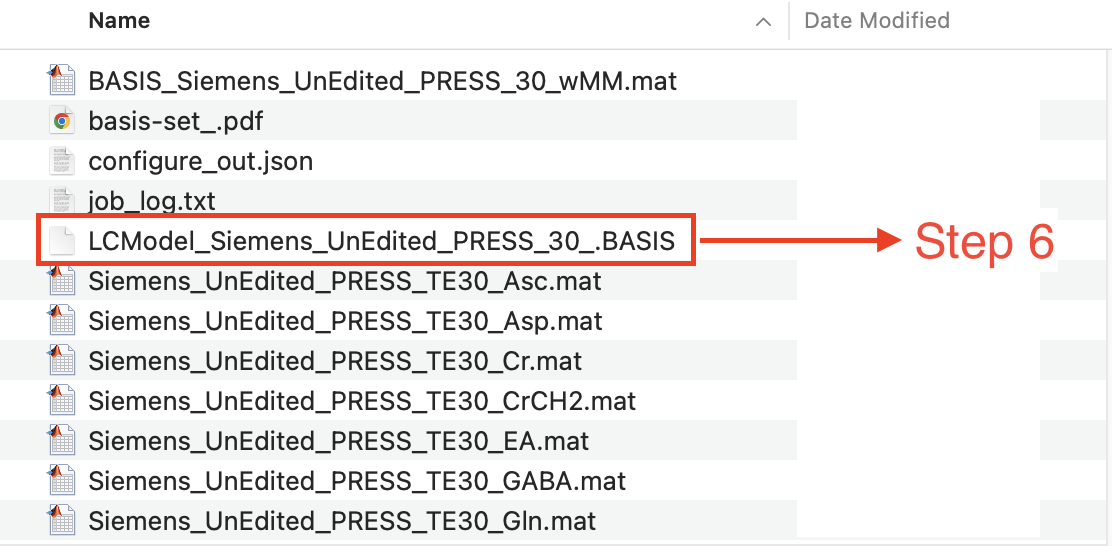 Name Date Modified
BASIS_Siemens_UnEdited_PRESS_30_wMM.mat
basis-set_.pdf
configure_out.json
job_log.txt
LCModel_Siemens_UnEdited_PRESS_30_.BASIS Step 6
Siemens_UnEdited_PRESS_TE30_Asc.mat
Siemens_UnEdited_PRESS_TE30_Asp.mat
Siemens_UnEdited_PRESS_TE30_Cr.mat
Siemens_UnEdited_PRESS_TE30_CrCH2.mat
Siemens_UnEdited_PRESS_TE30_EA.mat
Siemens_UnEdited_PRESS_TE30_GABA.mat
Siemens_UnEdited_PRESS_TE30_Gln.mat